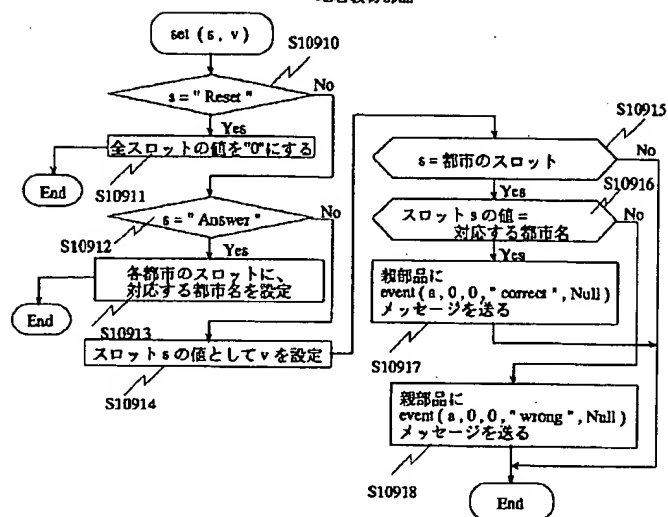 set (s, v)
S10910
s = " Reset "
No
Yes
全スロットの値を"0"にする
End
S10911
s = " Answer "
No
S10912
Yes
各都市のスロットに、
対応する都市名を設定
End
S10913
スロット s の値として v を設定
S10914
S10915
s = 都市のスロット
No
Yes
S10916
スロット s の値 =
対応する都市名
No
Yes
親部品に
event ( a , 0 , 0 , " correct " , Null )
メッセージを送る
S10917
親部品に
event ( a , 0 , 0 , " wrong " , Null )
メッセージを送る
S10918
End